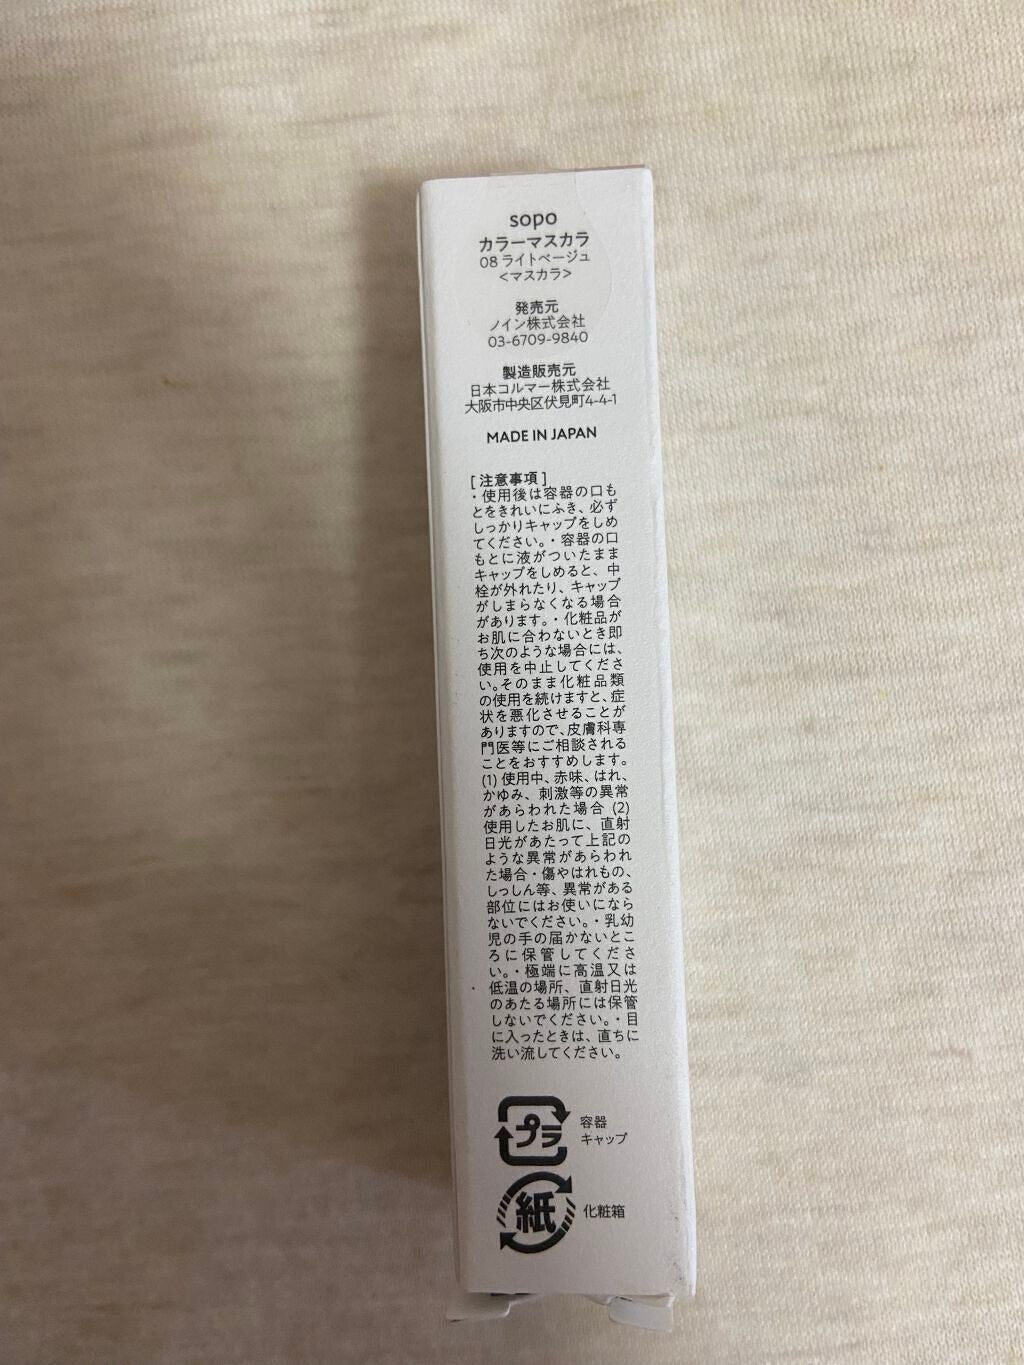 sopo
カラーマスカラ
08 ライトベージュ
<マスカラ>
発売元
ノイン株式会社
03-6709-9840
製造販売元
日本コルマー株式会社
大阪市中央区伏見町4-4-1
MADE IN JAPAN
[注意事項]
・使用後は容器の口も
とをきれいにふき、必ず
しっかりキャップをしめ
てください。・容器の口
もとに液がついたまま
キャップをしめると、中
栓が外れたり、キャップ
がしまらなくなる場合
があります。・化粧品が
お肌に合わないとき即
ち次のような場合には、
使用を中止してくださ
い。そのまま化粧品類
の使用を続けますと、症
状を悪化させることが
ありますので、皮膚科専
門医等にご相談される
ことをおすすめします。
(1) 使用中、赤味、はれ、
かゆみ、刺激等の異常
があらわれた場合 (2)
使用したお肌に、直射
日光があたって上記の
ような異常があらわれ
た場合・傷やはれもの、
しっしん等、異常がある
部位にはお使いになら
ないでください。・乳幼
児の手の届かないとこ
ろに保管してくださ
い。・極端に高温又は
低温の場所、直射日光
のあたる場所には保管
しないでください。・目
に入ったときは、直ちに
洗い流してください。
プラ 容器
キャップ
紙 化粧箱